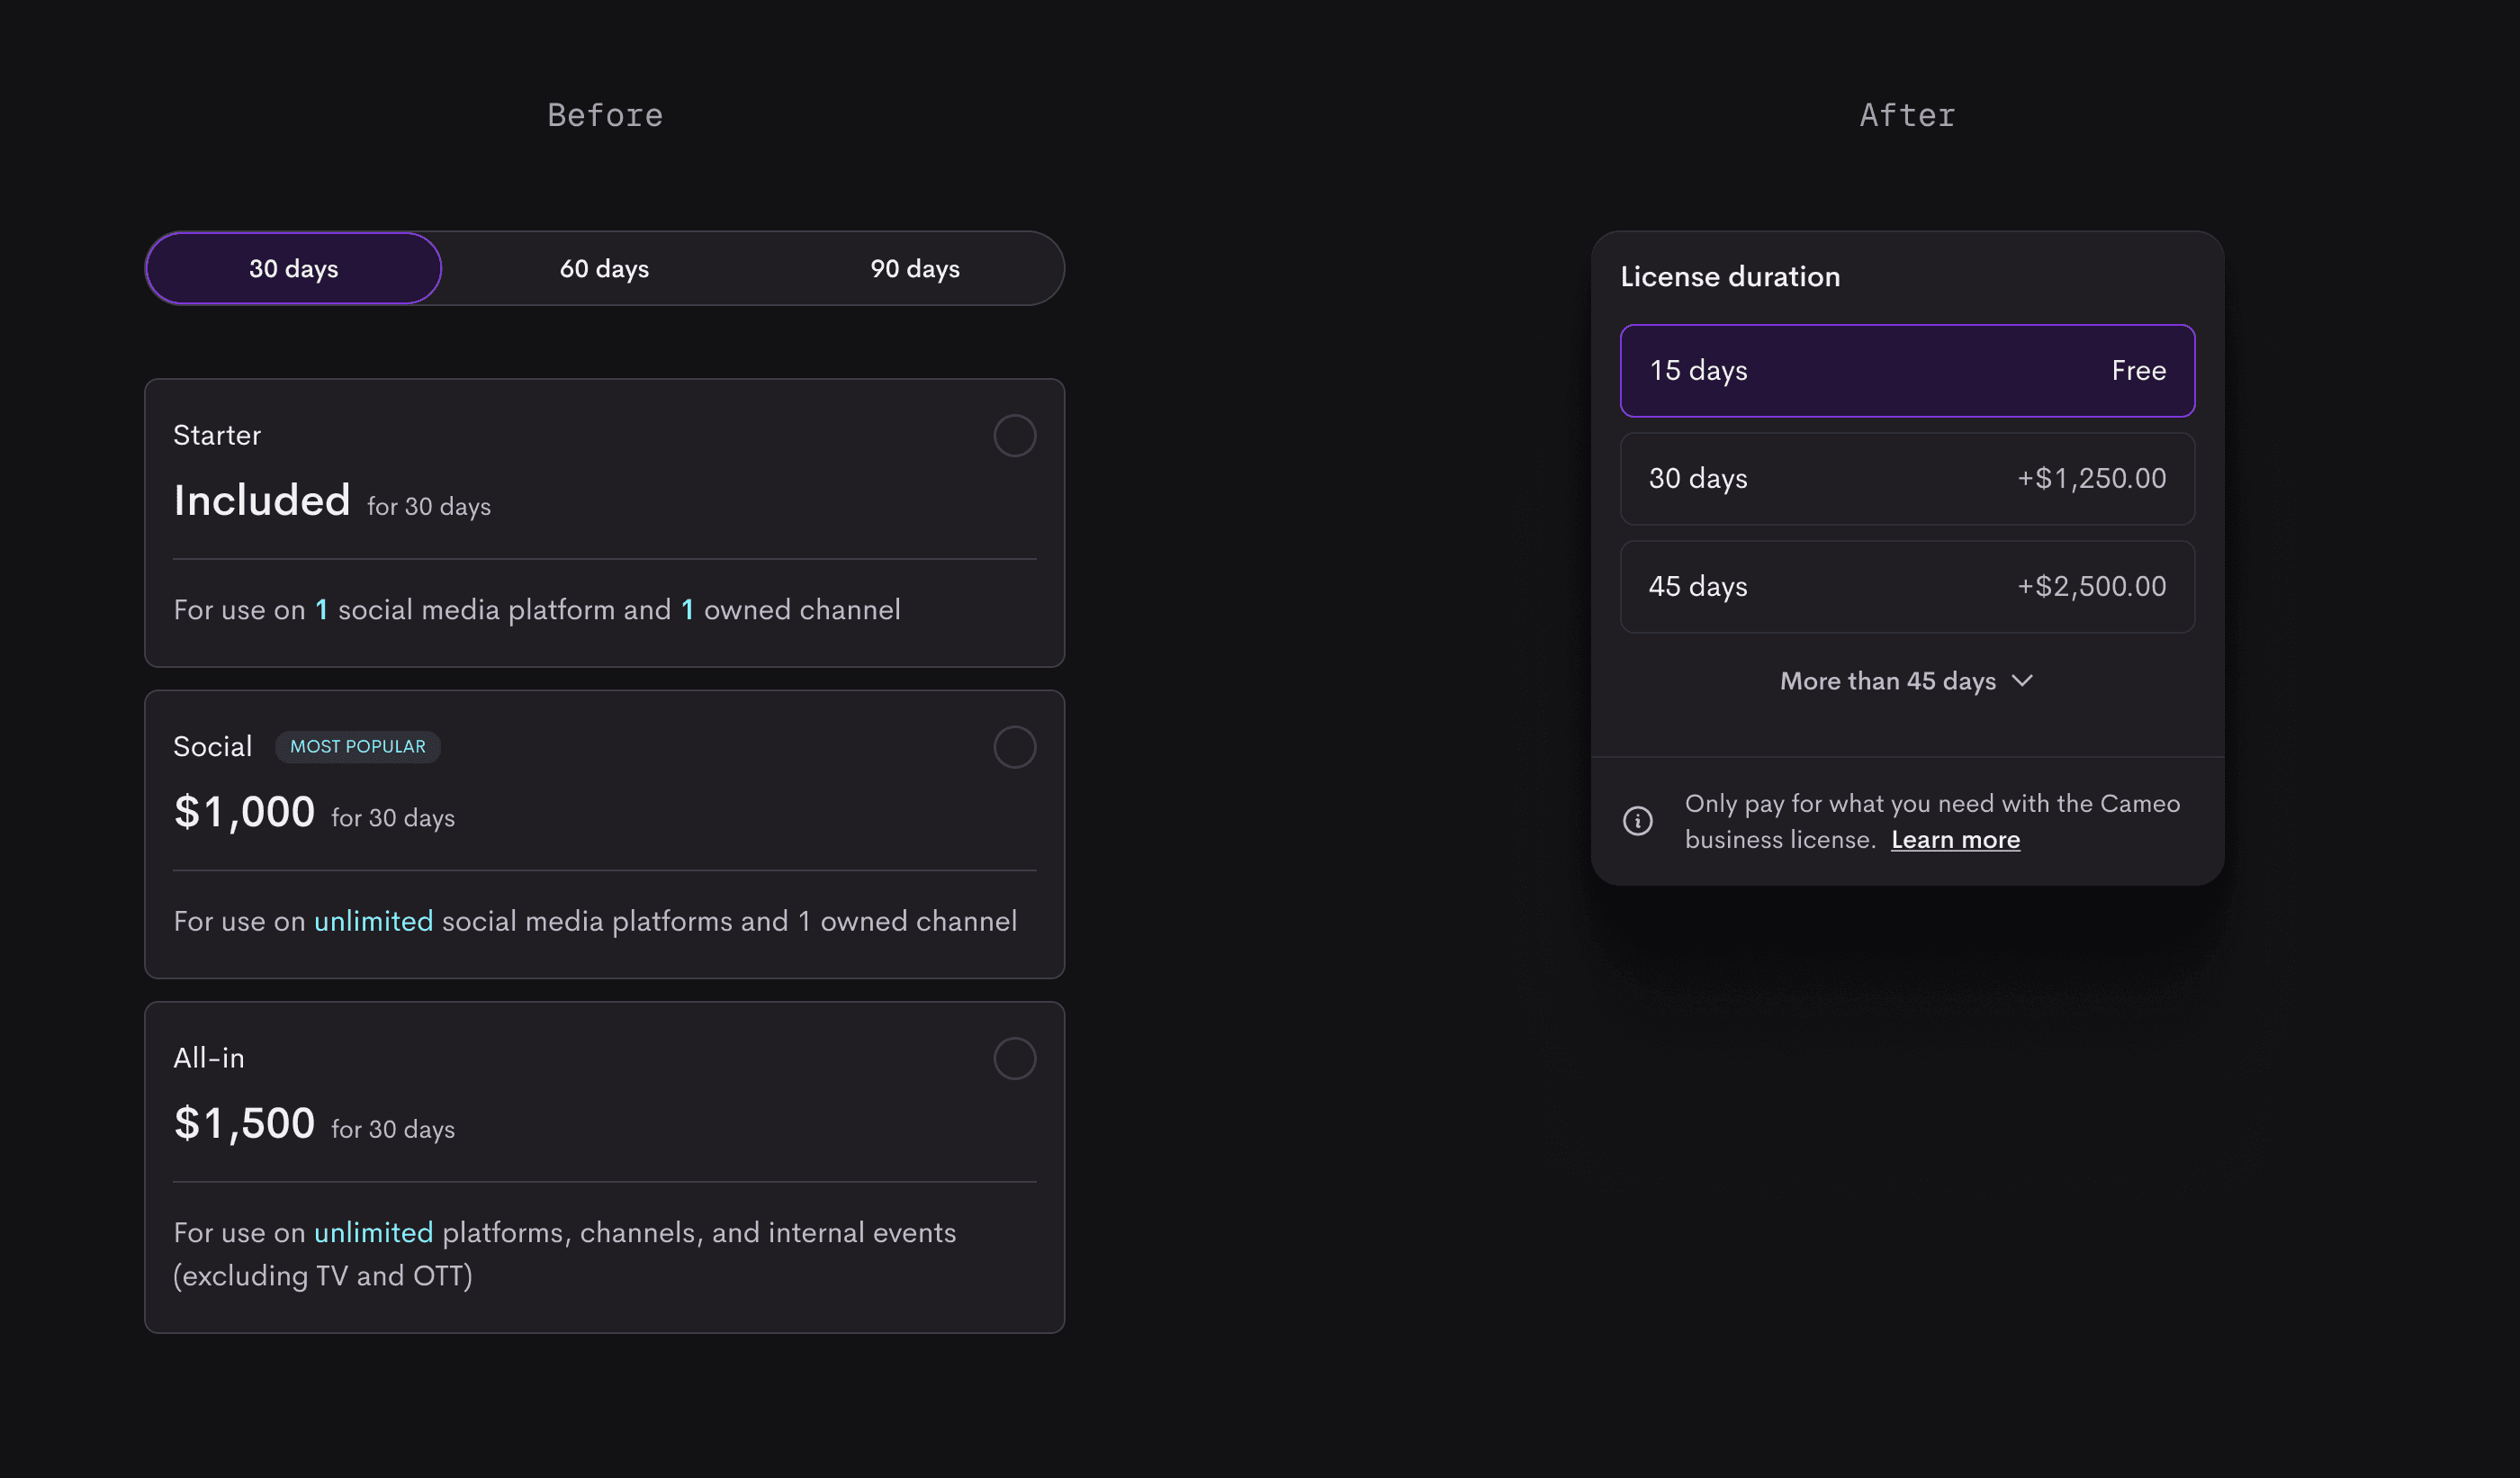 Before
30 days
60 days
90 days
Starter
Included for 30 days
For use on 1 social media platform and 1 owned channel
Social MOST POPULAR
$1,000 for 30 days
For use on unlimited social media platforms and 1 owned channel
All-in
$1,500 for 30 days
For use on unlimited platforms, channels, and internal events
(excluding TV and OTT)
After
License duration
15 days Free
30 days +$1,250.00
45 days +$2,500.00
More than 45 days
Only pay for what you need with the Cameo
business license. Learn more